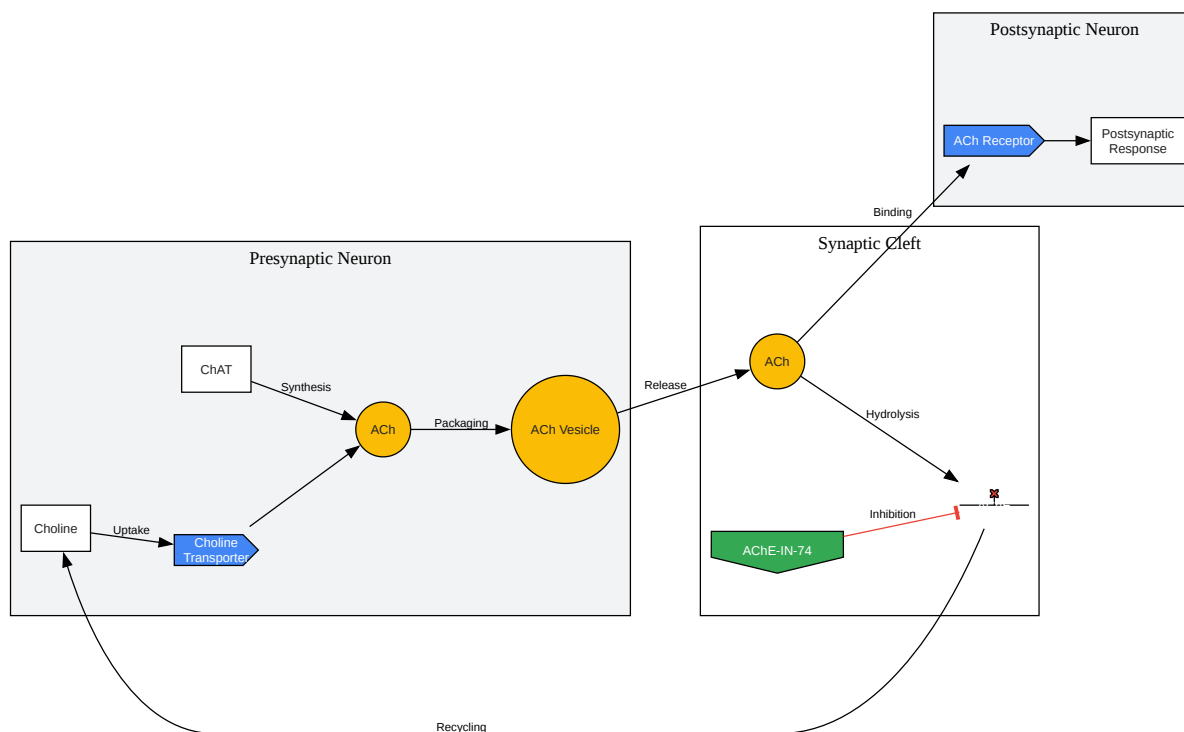 Postsynaptic Neuron
ACh Receptor
Postsynaptic
Response
Binding
Synaptic Cleft
Presynaptic Neuron
ChAT
Synthesis
ACh
Packaging
ACh Vesicle
Release
ACh
Hydrolysis
Inhibition
AChE-IN-74
Choline
Uptake
Choline
Transporter
Recycling